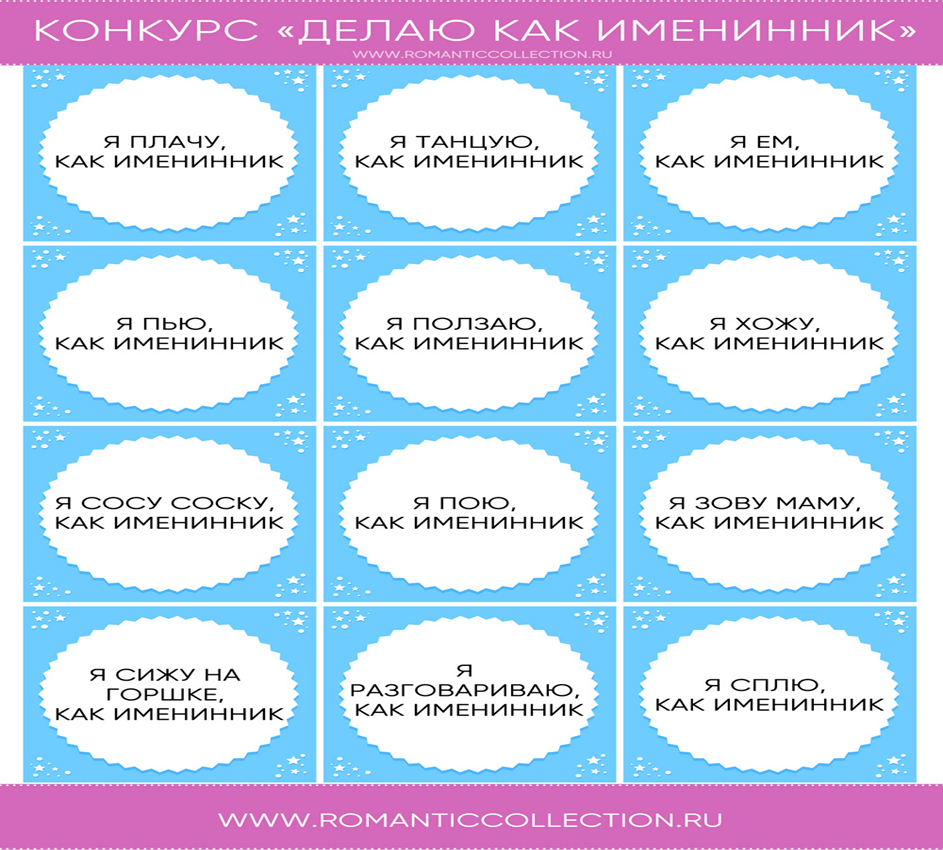 КОНКУРС «ДЕЛАЮ КАК ИМЕНИННИК»
WWW.ROMANTICCOLLECTION.RU
Я ПЛАЧУ,
КАК ИМЕНИННИК
Я ТАНЦУЮ,
КАК ИМЕНИННИК
Я ЕМ,
КАК ИМЕНИННИК
Я ПЬЮ,
КАК ИМЕНИННИК
Я ПОЛЗАЮ,
КАК ИМЕНИННИК
Я ХОЖУ,
КАК ИМЕНИННИК
Я СОСУ СОСКУ,
КАК ИМЕНИННИК
Я ПОЮ,
КАК ИМЕНИННИК
Я ЗОВУ МАМУ,
КАК ИМЕНИННИК
Я СИЖУ НА
ГОРШКЕ,
КАК ИМЕНИННИК
Я
РАЗГОВАРИВАЮ,
КАК ИМЕНИННИК
Я СПЛЮ,
КАК ИМЕНИННИК
WWW.ROMANTICCOLLECTION.RU